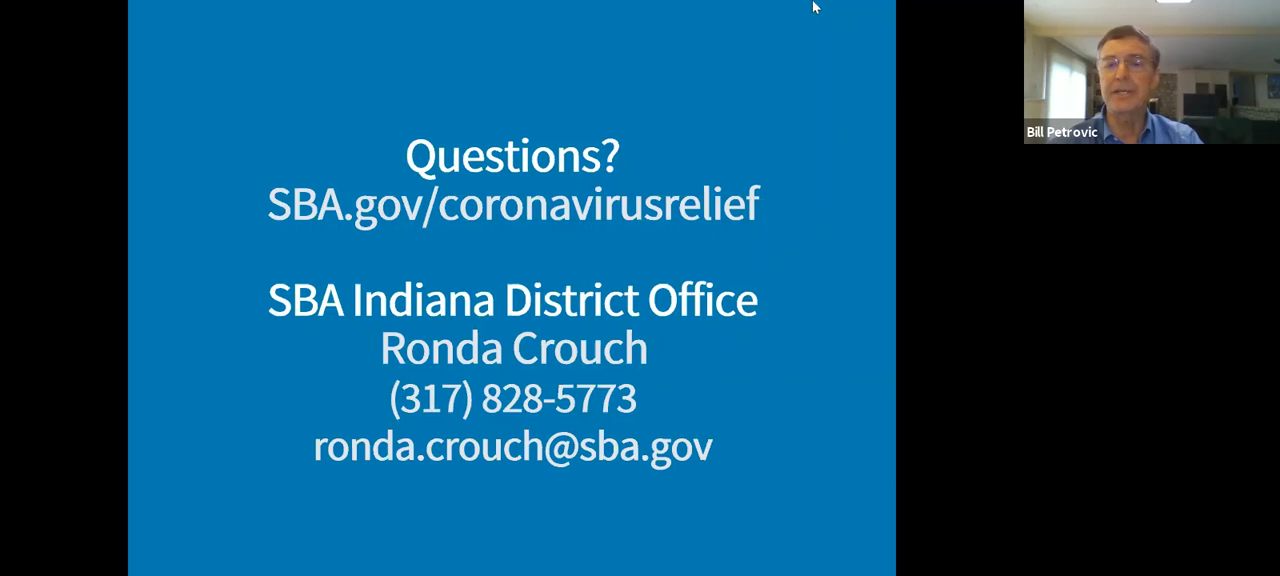 Questions?
SBA.gov/coronavirusrelief
SBA Indiana District Office
Ronda Crouch
(317) 828-5773
ronda.crouch@sba.gov
Bill Petrovic